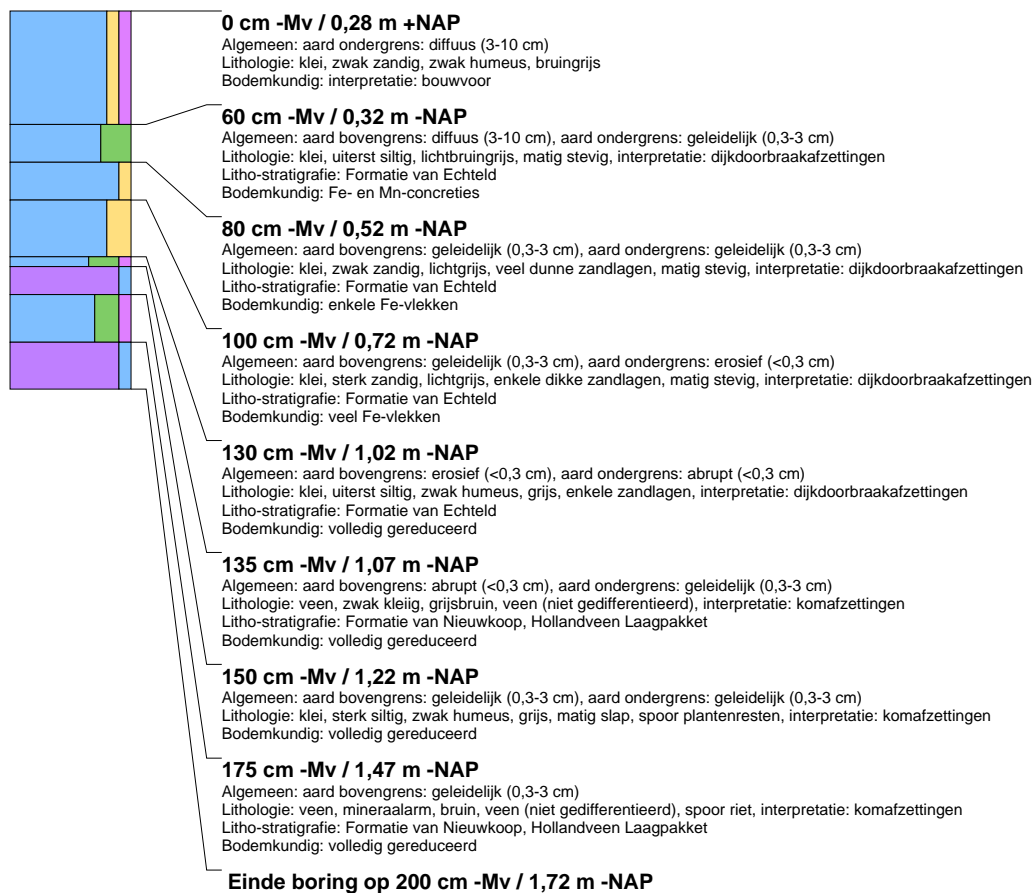 0 cm -Mv / 0,28 m +NAP
Algemeen: aard ondergrens: diffuus (3-10 cm)
Lithologie: klei, zwak zandig, zwak humeus, bruingrijs
Bodemkundig: interpretatie: bouwvoor
60 cm -Mv / 0,32 m -NAP
Algemeen: aard bovengrens: diffuus (3-10 cm), aard ondergrens: geleidelijk (0,3-3 cm)
Lithologie: klei, uiterst siltig, lichtbruingrijs, matig stevig, interpretatie: dijkdoorbraakafzettingen
Litho-stratigrafie: Formatie van Echteld
Bodemkundig: Fe- en Mn-concreties
80 cm -Mv / 0,52 m -NAP
Algemeen: aard bovengrens: geleidelijk (0,3-3 cm), aard ondergrens: geleidelijk (0,3-3 cm)
Lithologie: klei, zwak zandig, lichtgrijs, veel dunne zandlagen, matig stevig, interpretatie: dijkdoorbraakafzettingen
Litho-stratigrafie: Formatie van Echteld
Bodemkundig: enkele Fe-vlekken
100 cm -Mv / 0,72 m -NAP
Algemeen: aard bovengrens: geleidelijk (0,3-3 cm), aard ondergrens: erosief (<0,3 cm)
Lithologie: klei, sterk zandig, lichtgrijs, enkele dikke zandlagen, matig stevig, interpretatie: dijkdoorbraakafzettingen
Litho-stratigrafie: Formatie van Echteld
Bodemkundig: veel Fe-vlekken
130 cm -Mv / 1,02 m -NAP
Algemeen: aard bovengrens: erosief (<0,3 cm), aard ondergrens: abrupt (<0,3 cm)
Lithologie: klei, uiterst siltig, zwak humeus, grijs, enkele zandlagen, interpretatie: dijkdoorbraakafzettingen
Litho-stratigrafie: Formatie van Echteld
Bodemkundig: volledig gereduceerd
135 cm -Mv / 1,07 m -NAP
Algemeen: aard bovengrens: abrupt (<0,3 cm), aard ondergrens: geleidelijk (0,3-3 cm)
Lithologie: veen, zwak kleiig, grijsbruin, veen (niet gedifferentieerd), interpretatie: komafzettingen
Litho-stratigrafie: Formatie van Nieuwkoop, Hollandveen Laagpakket
Bodemkundig: volledig gereduceerd
150 cm -Mv / 1,22 m -NAP
Algemeen: aard bovengrens: geleidelijk (0,3-3 cm), aard ondergrens: geleidelijk (0,3-3 cm)
Lithologie: klei, sterk siltig, zwak humeus, grijs, matig slap, spoor plantenresten, interpretatie: komafzettingen
Bodemkundig: volledig gereduceerd
175 cm -Mv / 1,47 m -NAP
Algemeen: aard bovengrens: geleidelijk (0,3-3 cm)
Lithologie: veen, mineraalarm, bruin, veen (niet gedifferentieerd), spoor riet, interpretatie: komafzettingen
Litho-stratigrafie: Formatie van Nieuwkoop, Hollandveen Laagpakket
Bodemkundig: volledig gereduceerd
Einde boring op 200 cm -Mv / 1,72 m -NAP